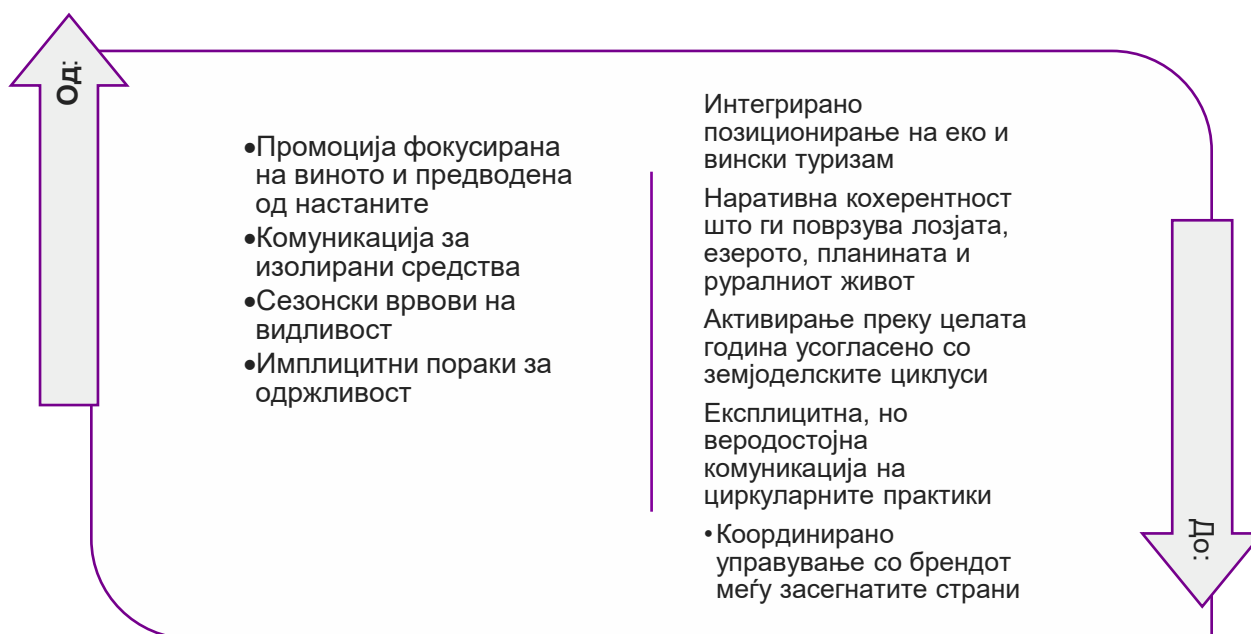 Од:
•Промоција фокусирана
на виното и предводена
од настаните
•Комуникација за
изолирани средства
•Сезонски врвови на
видливост
•Имплицитни пораки за
одржливост
Интегрирано
позиционирање на еко и
вински туризам
Наративна кохерентност
што ги поврзува лозјата,
езерото, планината и
руралниот живот
Активирање преку целата
година усогласено со
земјоделските циклуси
Експлицитна, но
веродостојна
комуникација на
циркуларните практики
•Координирано
управување со брендот
меѓу засегнатите страни
До: